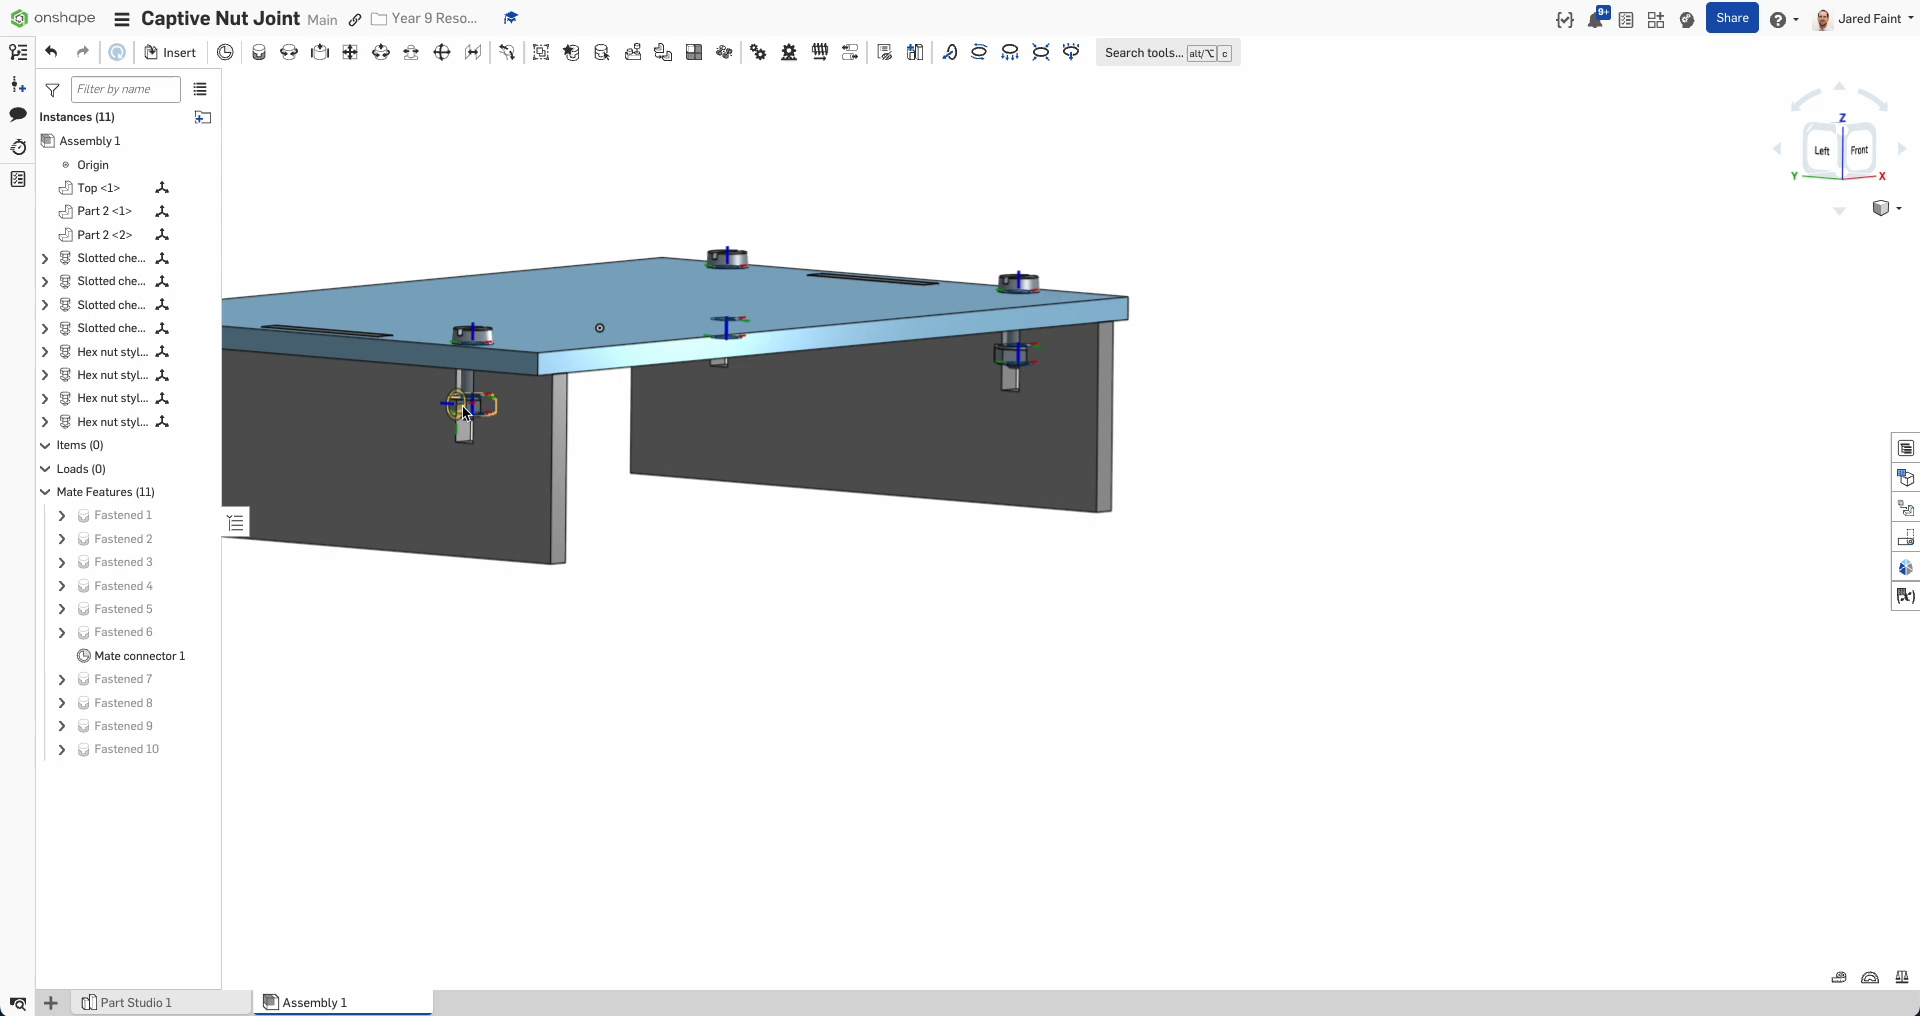 onshape Captive Nut Joint Main Year 9 Reso... 9+ Share Jared Faint
Insert Search tools... alt/⌥ c
Filter by name
Instances (11)
Assembly 1
Origin
Top <1>
Part 2 <1>
Part 2 <2>
Slotted che...
Slotted che...
Slotted che...
Slotted che...
Hex nut styl...
Hex nut styl...
Hex nut styl...
Hex nut styl...
Items (0)
Loads (0)
Mate Features (11)
Fastened 1
Fastened 2
Fastened 3
Fastened 4
Fastened 5
Fastened 6
Mate connector 1
Fastened 7
Fastened 8
Fastened 9
Fastened 10
Z
Left Front
Y X
Part Studio 1 Assembly 1